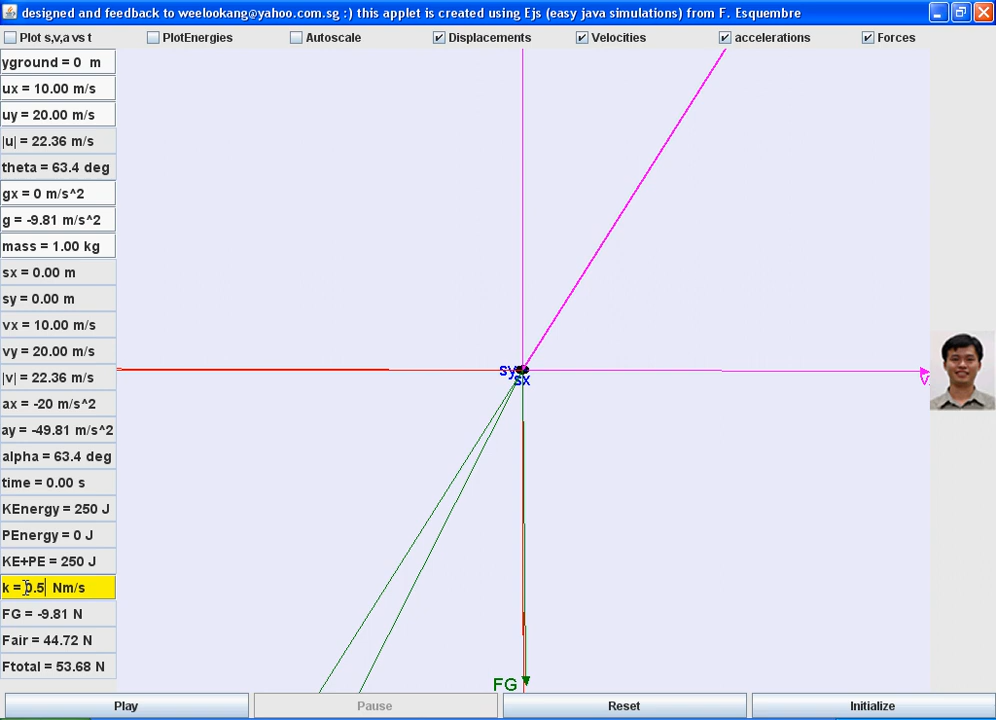 designed and feedback to weelookang@yahoo.com.sg :) this applet is created using Ejs (easy java simulations) from F. Esquembre
Plot s,v,a vs t PlotEnergies Autoscale Displacements Velocities accelerations Forces
yground = 0 m
ux = 10.00 m/s
uy = 20.00 m/s
|u| = 22.36 m/s
theta = 63.4 deg
gx = 0 m/s^2
g = -9.81 m/s^2
mass = 1.00 kg
sx = 0.00 m
sy = 0.00 m
vx = 10.00 m/s
vy = 20.00 m/s
|v| = 22.36 m/s
ax = -20 m/s^2
ay = -49.81 m/s^2
alpha = 63.4 deg
time = 0.00 s
KEnergy = 250 J
PEnergy = 0 J
KE+PE = 250 J
k = 0.5 Nm/s
FG = -9.81 N
Fair = 44.72 N
Ftotal = 53.68 N
sy
sx
FG
Play Pause Reset Initialize